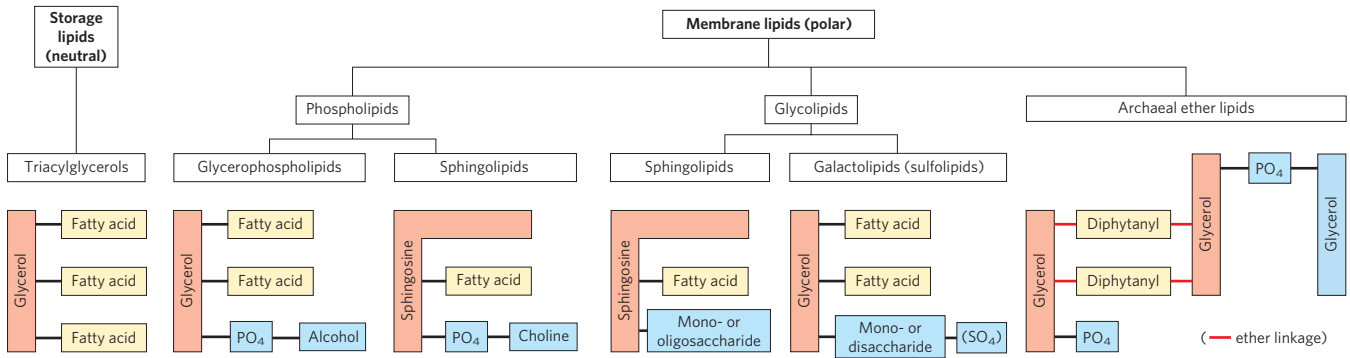 Storage
lipids
(neutral)
Membrane lipids (polar)
Phospholipids
Glycolipids
Archaeal ether lipids
Triacylglycerols
Glycerophospholipids
Sphingolipids
Sphingolipids
Galactolipids (sulfolipids)
Glycerol
Fatty acid
Fatty acid
Fatty acid
Glycerol
Fatty acid
Fatty acid
PO4
Alcohol
Sphingosine
Fatty acid
PO4
Choline
Sphingosine
Fatty acid
Mono- or
oligosaccharide
Glycerol
Fatty acid
Fatty acid
Mono- or
disaccharide
(SO4)
Glycerol
Diphytanyl
Diphytanyl
PO4
Glycerol
PO4
Glycerol
( — ether linkage)